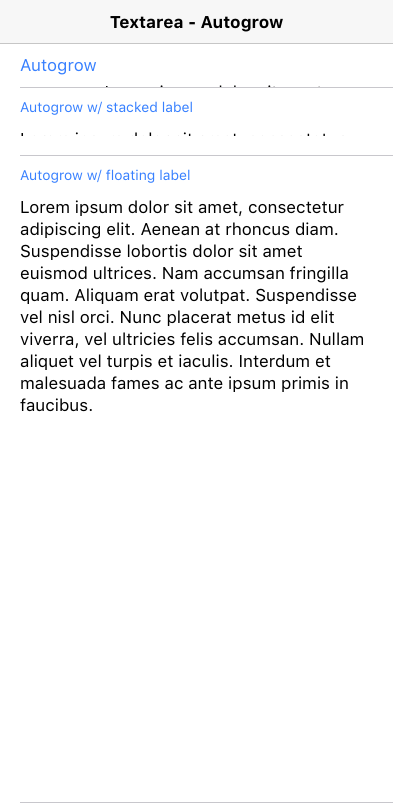 Textarea - Autogrow
Autogrow
Autogrow w/ stacked label
Autogrow w/ floating label
Lorem ipsum dolor sit amet, consectetur
adipiscing elit. Aenean at rhoncus diam.
Suspendisse lobortis dolor sit amet
euismod ultrices. Nam accumsan fringilla
quam. Aliquam erat volutpat. Suspendisse
vel nisl orci. Nunc placerat metus id elit
viverra, vel ultricies felis accumsan. Nullam
aliquet vel turpis et iaculis. Interdum et
malesuada fames ac ante ipsum primis in
faucibus.